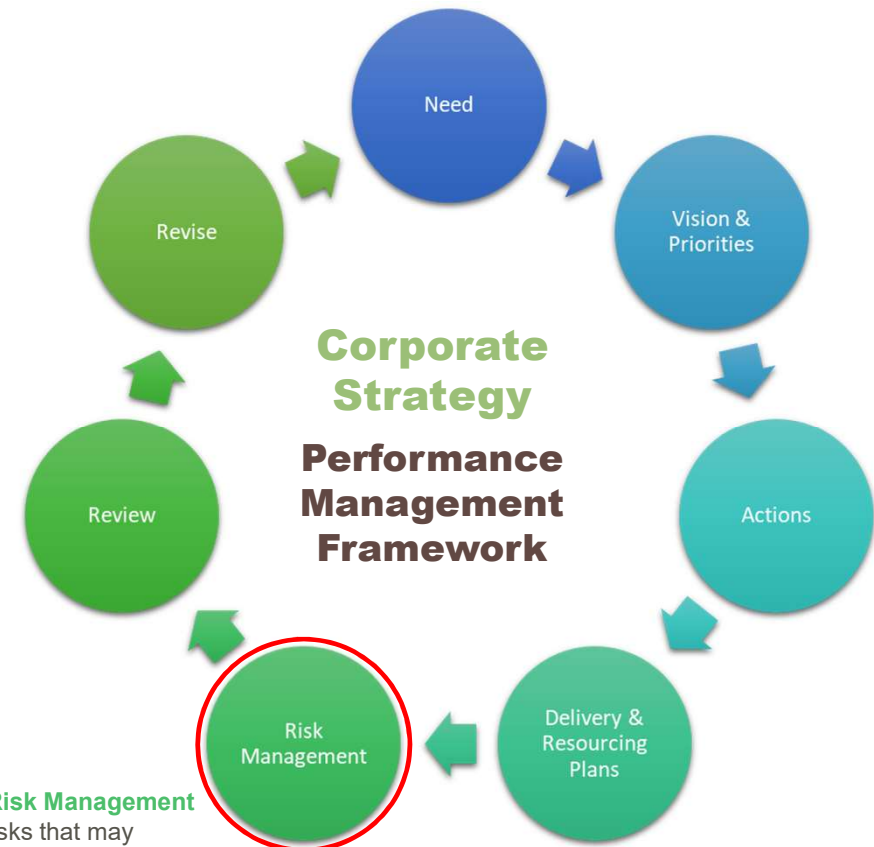 Need
Vision &
Priorities
Revise
Corporate
Strategy
Performance
Management
Framework
Review
Actions
Risk
Management
Delivery &
Resourcing
Plans
Risk Management
sks that may